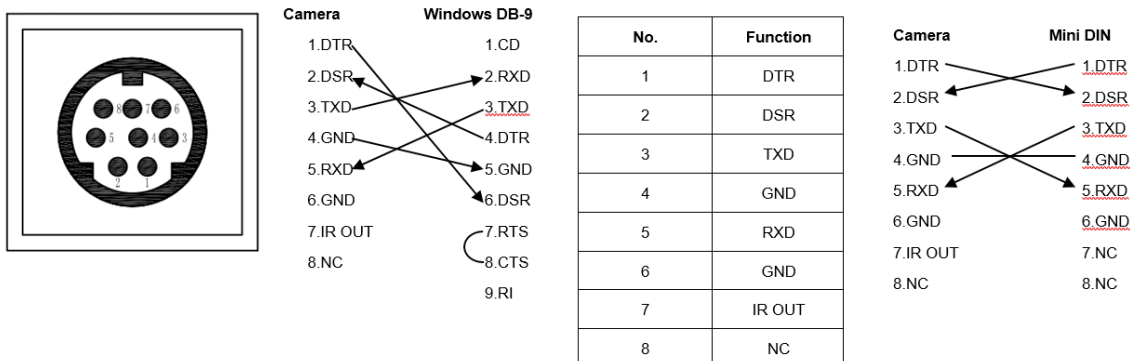 8 7 6
5 4 3
2 1
Camera Windows DB-9
1.DTR 1.CD
2.DSR 2.RXD
3.TXD 3.TXD
4.GND 4.DTR
5.RXD 5.GND
6.GND 6.DSR
7.IR OUT 7.RTS
8.NC 8.CTS
9.RI
No. Function
1 DTR
2 DSR
3 TXD
4 GND
5 RXD
6 GND
7 IR OUT
8 NC
Camera Mini DIN
1.DTR 1.DTR
2.DSR 2.DSR
3.TXD 3.TXD
4.GND 4.GND
5.RXD 5.RXD
6.GND 6.GND
7.IR OUT 7.NC
8.NC 8.NC